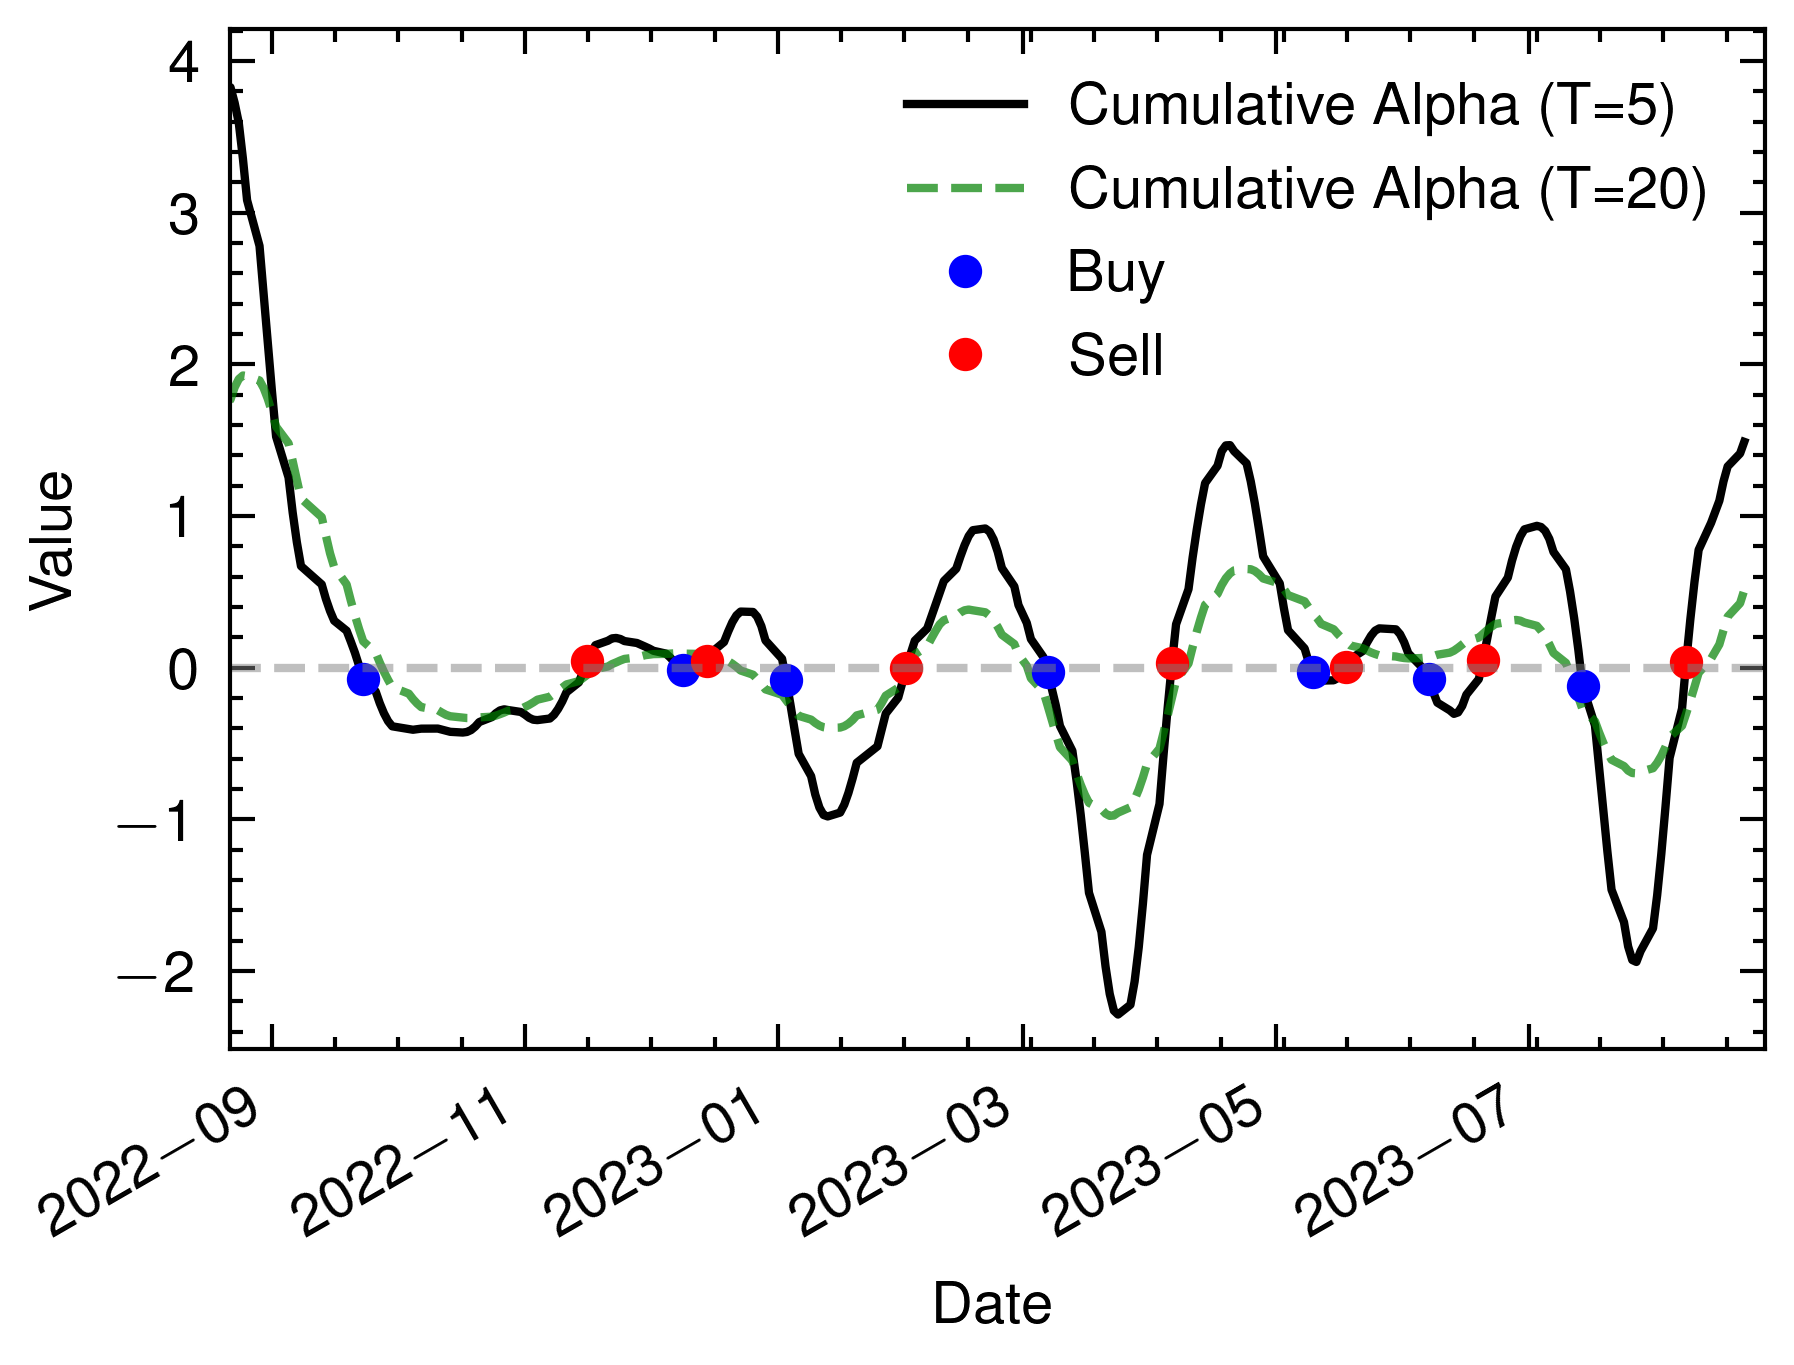 Cumulative Alpha (T=5)
Cumulative Alpha (T=20)
Buy
Sell
4
3
2
1
0
−1
−2
Value
2022−09
2022−11
2023−01
2023−03
2023−05
2023−07
Date